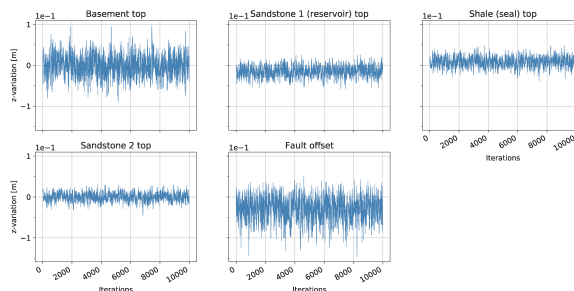 Basement top
1e−1
0
−1
z-variation [m]
Sandstone 1 (reservoir) top
1e−1
Shale (seal) top
1e−1
0 2000 4000 6000 8000 10000
Iterations
Sandstone 2 top
1e−1
0
−1
z-variation [m]
0 2000 4000 6000 8000 10000
Iterations
Fault offset
1e−1
0 2000 4000 6000 8000 10000
Iterations